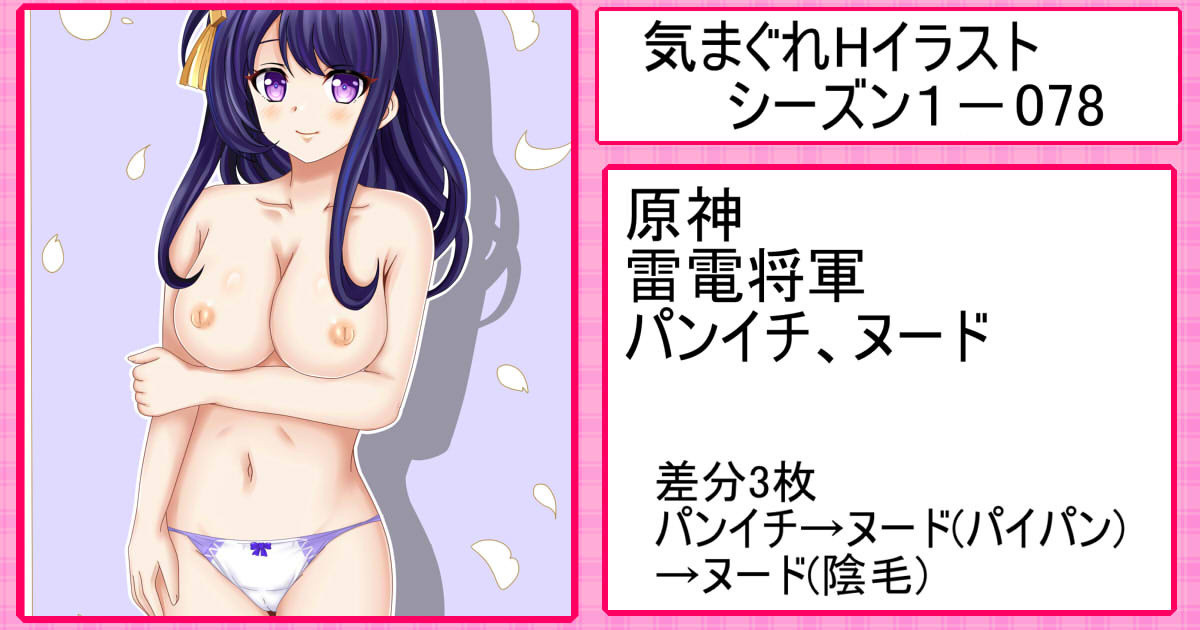 気まぐれHイラスト
シーズン１－078
原神
雷電将軍
パンイチ、ヌード
差分3枚
パンイチ→ヌード(パイパン)
→ヌード(陰毛)